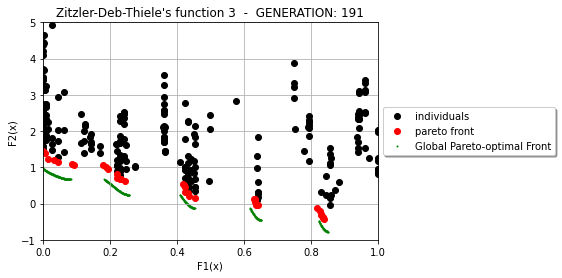 Zitzler-Deb-Thiele's function 3 - GENERATION: 191
5
4
3
2
1
0
−1
F2(x)
0.0 0.2 0.4 0.6 0.8 1.0
F1(x)
individuals
pareto front
Global Pareto-optimal Front